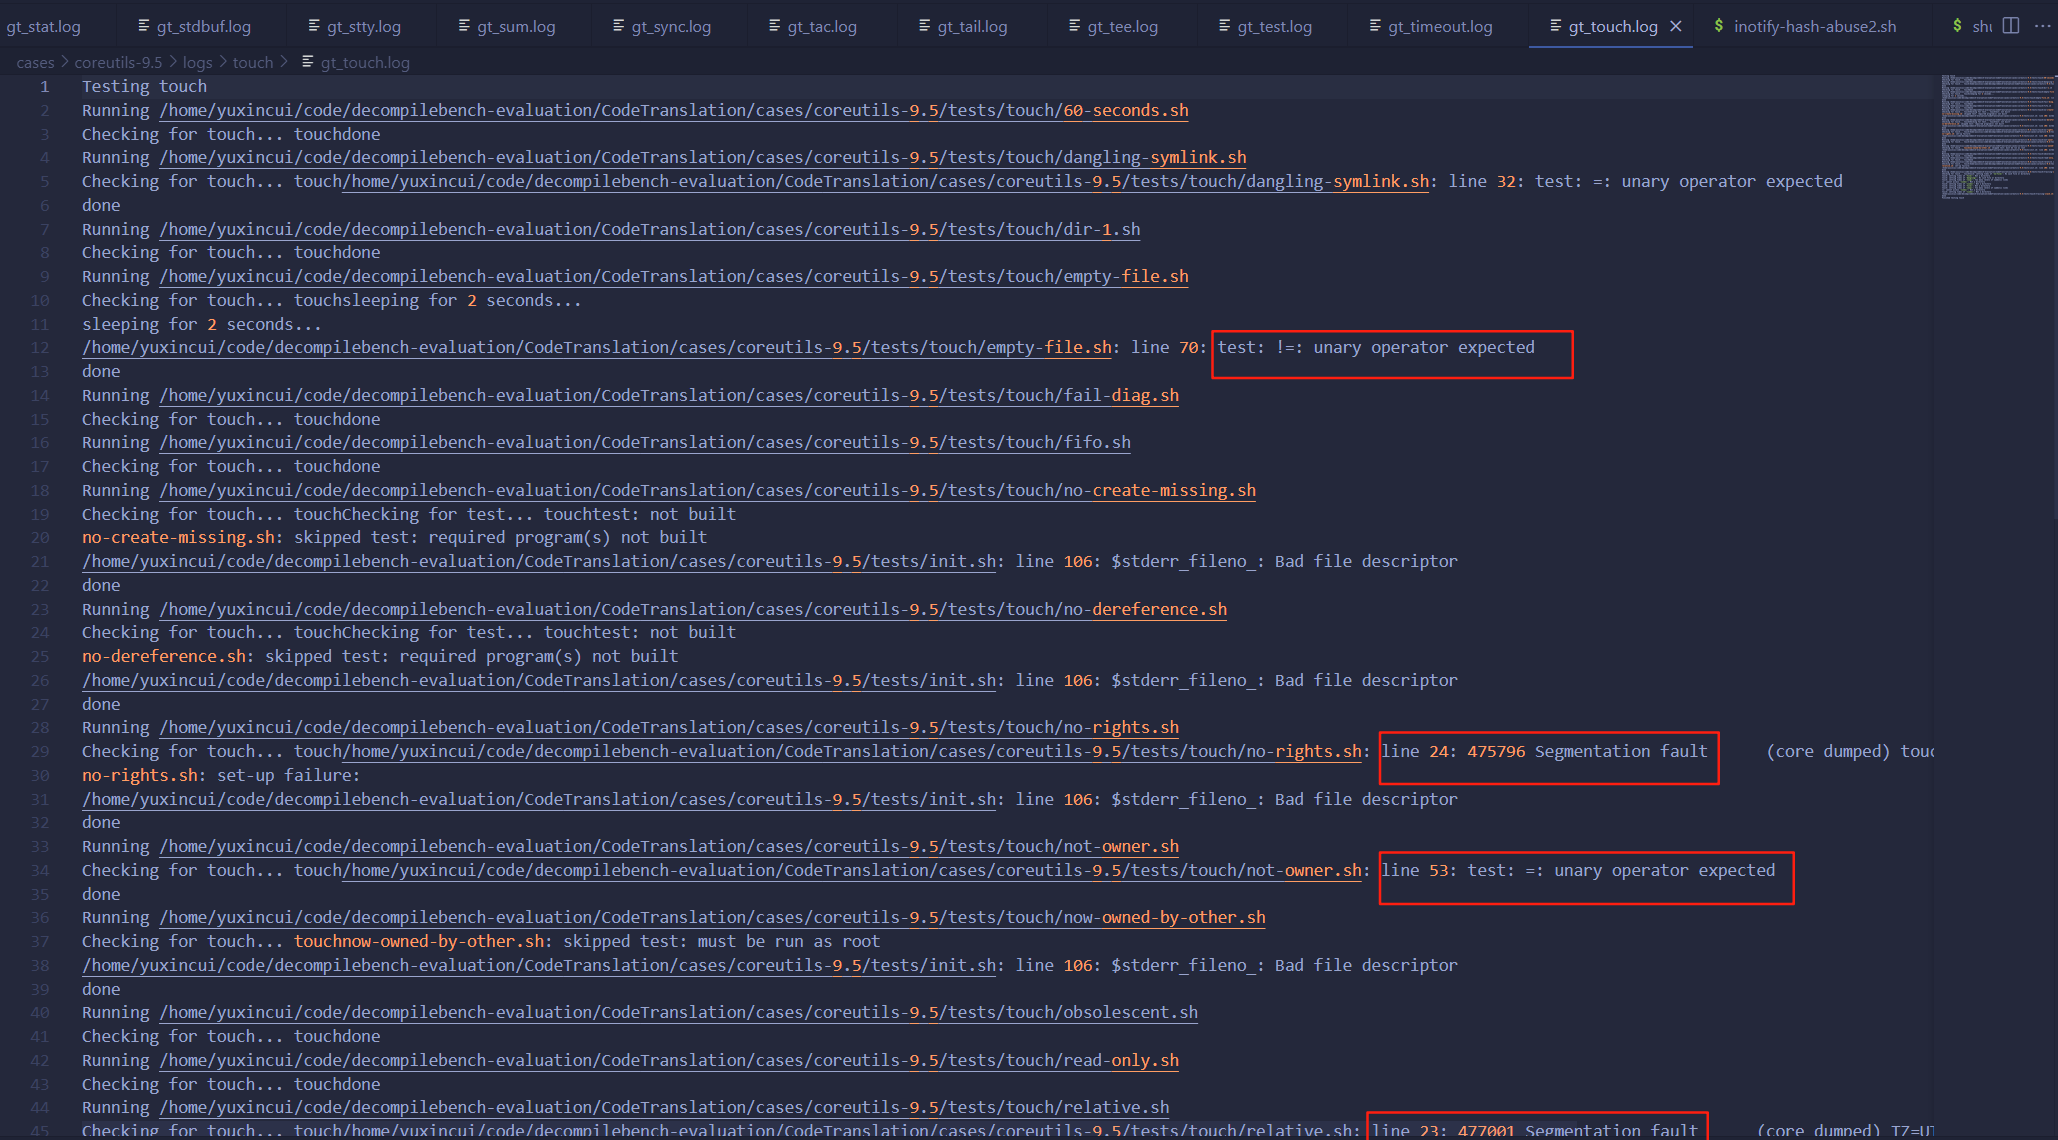 gt_stat.log gt_stdbuf.log gt_stty.log gt_sum.log gt_sync.log gt_tac.log gt_tail.log gt_tee.log gt_test.log gt_timeout.log gt_touch.log $ inotify-hash-abuse2.sh $ shu
cases > coreutils-9.5 > logs > touch > gt_touch.log
1 Testing touch
2 Running /home/yuxincui/code/decompilebench-evaluation/CodeTranslation/cases/coreutils-9.5/tests/touch/60-seconds.sh
3 Checking for touch... touchdone
4 Running /home/yuxincui/code/decompilebench-evaluation/CodeTranslation/cases/coreutils-9.5/tests/touch/dangling-symlink.sh
5 Checking for touch... touch/home/yuxincui/code/decompilebench-evaluation/CodeTranslation/cases/coreutils-9.5/tests/touch/dangling-symlink.sh: line 32: test: =: unary operator expected
6 done
7 Running /home/yuxincui/code/decompilebench-evaluation/CodeTranslation/cases/coreutils-9.5/tests/touch/dir-1.sh
8 Checking for touch... touchdone
9 Running /home/yuxincui/code/decompilebench-evaluation/CodeTranslation/cases/coreutils-9.5/tests/touch/empty-file.sh
10 Checking for touch... touchsleeping for 2 seconds...
11 sleeping for 2 seconds...
12 /home/yuxincui/code/decompilebench-evaluation/CodeTranslation/cases/coreutils-9.5/tests/touch/empty-file.sh: line 70: test: !=: unary operator expected
13 done
14 Running /home/yuxincui/code/decompilebench-evaluation/CodeTranslation/cases/coreutils-9.5/tests/touch/fail-diag.sh
15 Checking for touch... touchdone
16 Running /home/yuxincui/code/decompilebench-evaluation/CodeTranslation/cases/coreutils-9.5/tests/touch/fifo.sh
17 Checking for touch... touchdone
18 Running /home/yuxincui/code/decompilebench-evaluation/CodeTranslation/cases/coreutils-9.5/tests/touch/no-create-missing.sh
19 Checking for touch... touchChecking for test... touchtest: not built
20 no-create-missing.sh: skipped test: required program(s) not built
21 /home/yuxincui/code/decompilebench-evaluation/CodeTranslation/cases/coreutils-9.5/tests/init.sh: line 106: $stderr_fileno_: Bad file descriptor
22 done
23 Running /home/yuxincui/code/decompilebench-evaluation/CodeTranslation/cases/coreutils-9.5/tests/touch/no-dereference.sh
24 Checking for touch... touchChecking for test... touchtest: not built
25 no-dereference.sh: skipped test: required program(s) not built
26 /home/yuxincui/code/decompilebench-evaluation/CodeTranslation/cases/coreutils-9.5/tests/init.sh: line 106: $stderr_fileno_: Bad file descriptor
27 done
28 Running /home/yuxincui/code/decompilebench-evaluation/CodeTranslation/cases/coreutils-9.5/tests/touch/no-rights.sh
29 Checking for touch... touch/home/yuxincui/code/decompilebench-evaluation/CodeTranslation/cases/coreutils-9.5/tests/touch/no-rights.sh: line 24: 475796 Segmentation fault (core dumped) touc
30 no-rights.sh: set-up failure:
31 /home/yuxincui/code/decompilebench-evaluation/CodeTranslation/cases/coreutils-9.5/tests/init.sh: line 106: $stderr_fileno_: Bad file descriptor
32 done
33 Running /home/yuxincui/code/decompilebench-evaluation/CodeTranslation/cases/coreutils-9.5/tests/touch/not-owner.sh
34 Checking for touch... touch/home/yuxincui/code/decompilebench-evaluation/CodeTranslation/cases/coreutils-9.5/tests/touch/not-owner.sh: line 53: test: =: unary operator expected
35 done
36 Running /home/yuxincui/code/decompilebench-evaluation/CodeTranslation/cases/coreutils-9.5/tests/touch/now-owned-by-other.sh
37 Checking for touch... touchnow-owned-by-other.sh: skipped test: must be run as root
38 /home/yuxincui/code/decompilebench-evaluation/CodeTranslation/cases/coreutils-9.5/tests/init.sh: line 106: $stderr_fileno_: Bad file descriptor
39 done
40 Running /home/yuxincui/code/decompilebench-evaluation/CodeTranslation/cases/coreutils-9.5/tests/touch/obsolescent.sh
41 Checking for touch... touchdone
42 Running /home/yuxincui/code/decompilebench-evaluation/CodeTranslation/cases/coreutils-9.5/tests/touch/read-only.sh
43 Checking for touch... touchdone
44 Running /home/yuxincui/code/decompilebench-evaluation/CodeTranslation/cases/coreutils-9.5/tests/touch/relative.sh
45 Checking for touch... touch/home/yuxincui/code/decompilebench-evaluation/CodeTranslation/cases/coreutils-9.5/tests/touch/relative.sh: line 23: 477001 Segmentation fault (core dumped) TZ=UT